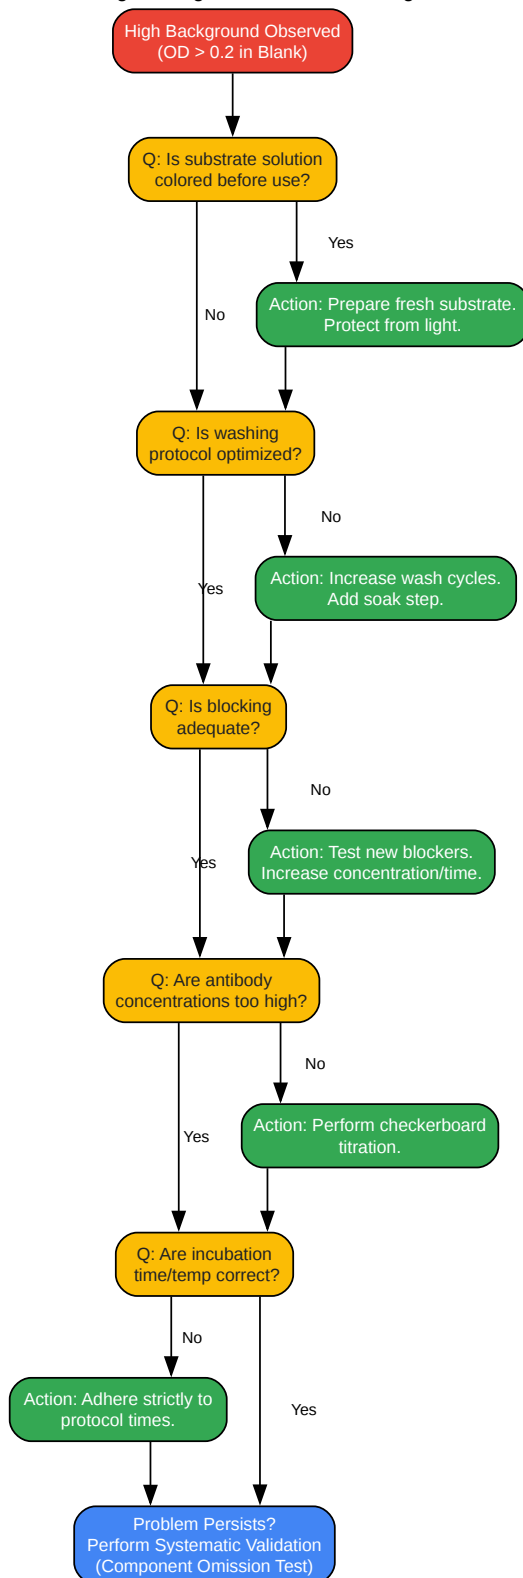 High Background Observed
(OD > 0.2 in Blank)
Q: Is substrate solution
colored before use?
Yes
No
Action: Prepare fresh substrate.
Protect from light.
Q: Is washing
protocol optimized?
No
Yes
Action: Increase wash cycles.
Add soak step.
Q: Is blocking
adequate?
No
Yes
Action: Test new blockers.
Increase concentration/time.
Q: Are antibody
concentrations too high?
No
Yes
Action: Perform checkerboard
titration.
Q: Are incubation
time/temp correct?
No
Yes
Action: Adhere strictly to
protocol times.
Problem Persists?
Perform Systematic Validation
(Component Omission Test)